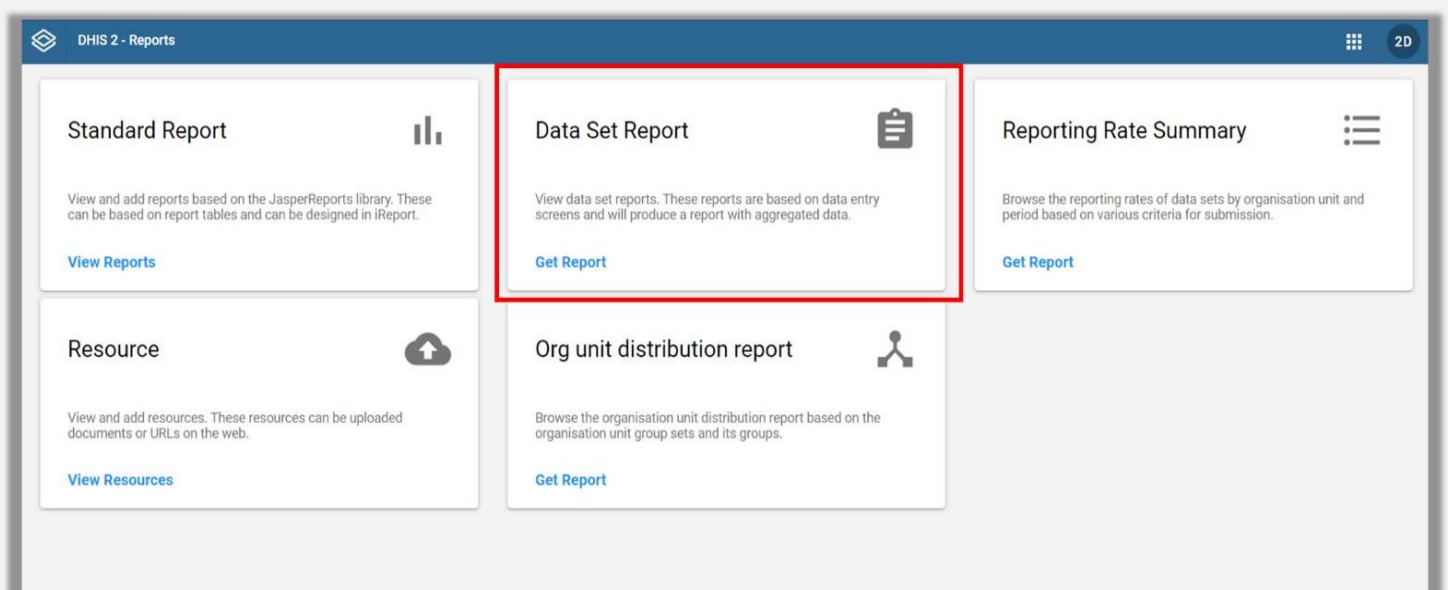 DHIS 2 - Reports
2D
Standard Report
View and add reports based on the JasperReports library. These
can be based on report tables and can be designed in iReport.
View Reports
Data Set Report
View data set reports. These reports are based on data entry
screens and will produce a report with aggregated data.
Get Report
Reporting Rate Summary
Browse the reporting rates of data sets by organisation unit and
period based on various criteria for submission.
Get Report
Resource
View and add resources. These resources can be uploaded
documents or URLs on the web.
View Resources
Org unit distribution report
Browse the organisation unit distribution report based on the
organisation unit group sets and its groups.
Get Report